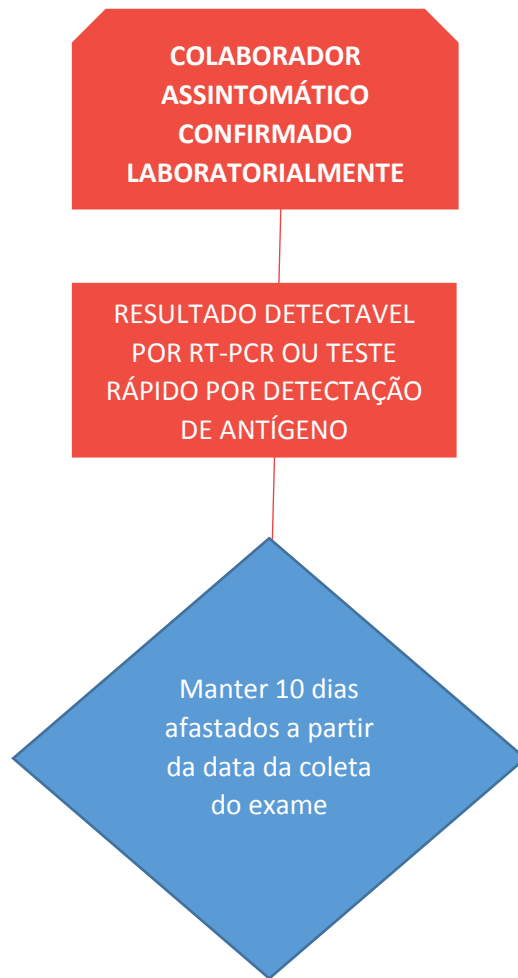 COLABORADOR
ASSINTOMÁTICO
CONFIRMADO
LABORATORIALMENTE
RESULTADO DETECTAVEL
POR RT-PCR OU TESTE
RÁPIDO POR DETECTAÇÃO
DE ANTÍGENO
Manter 10 dias
afastados a partir
da data da coleta
do exame